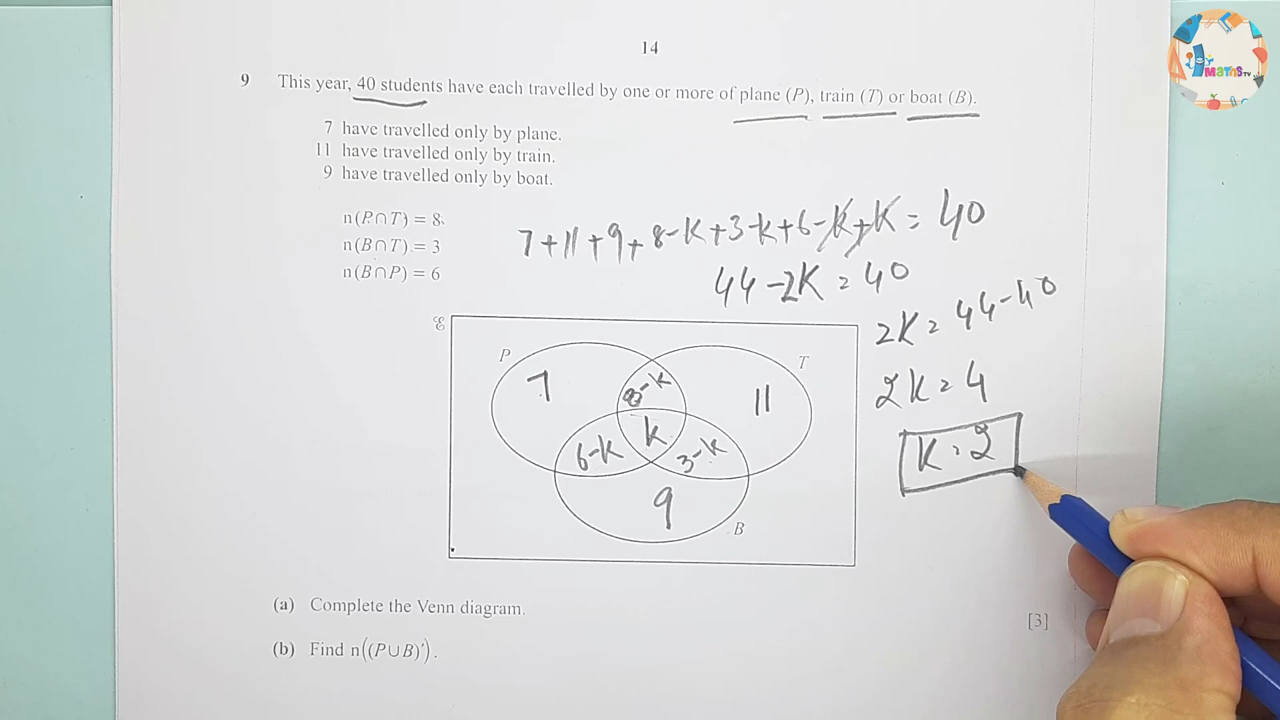 14
MATHS TV
9 This year, 40 students have each travelled by one or more of plane (P), train (T) or boat (B).
7 have travelled only by plane.
11 have travelled only by train.
9 have travelled only by boat.
n(P∩T) = 8
n(B∩T) = 3
n(B∩P) = 6
7+11+9+8-K+3-K+6-K+K = 40
44-2K = 40
2K = 44-40
2K = 4
K = 2
ℰ
P
T
7
8-K
11
6-K
K
3-K
9
B
(a) Complete the Venn diagram.
[3]
(b) Find n((P∪B)′).